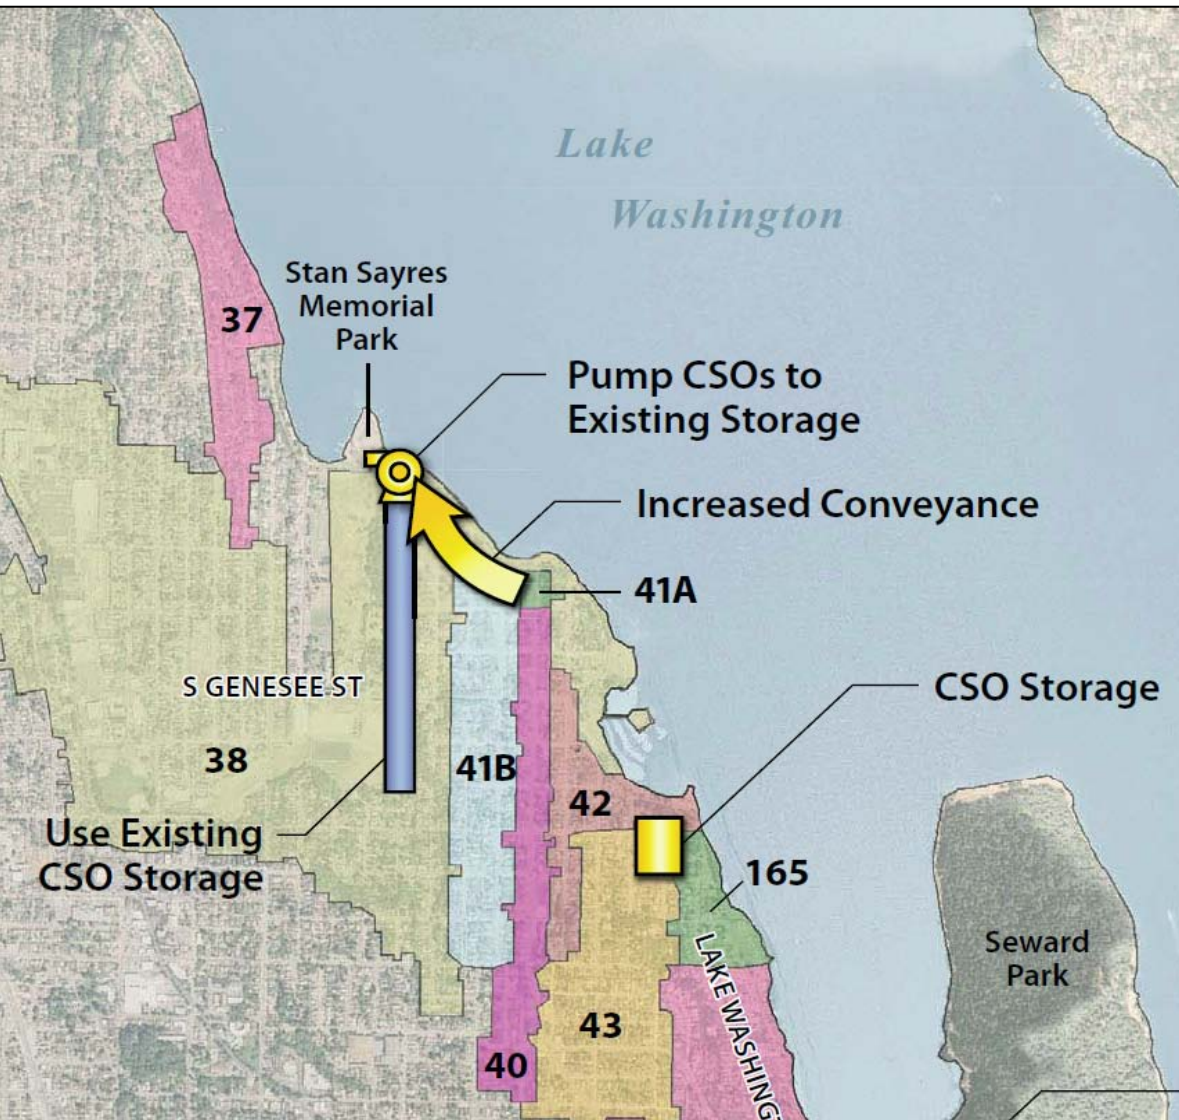 Lake
Washington
Stan Sayres
Memorial
Park
37
Pump CSOs to
Existing Storage
Increased Conveyance
41A
S GENESEE ST
CSO Storage
38
41B
42
Use Existing
CSO Storage
165
Seward
Park
LAKE WASHINGT
43
40